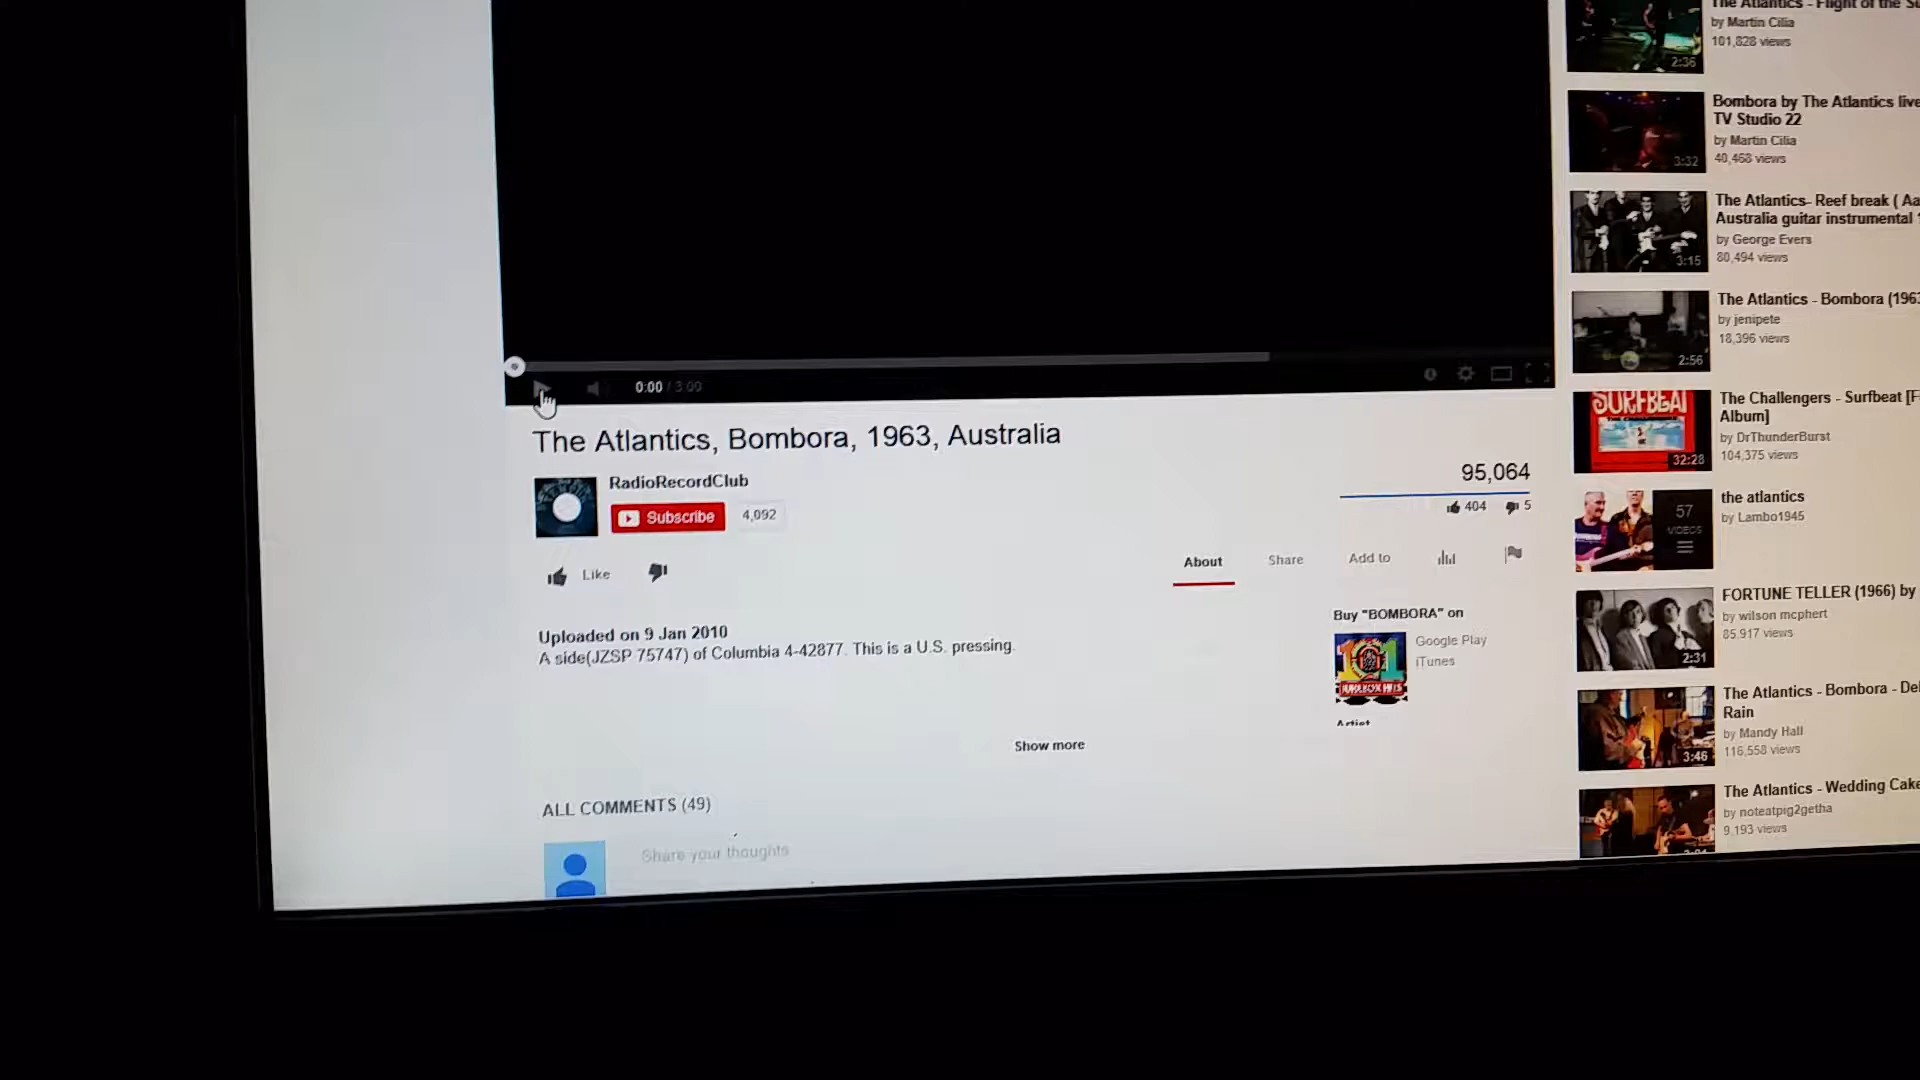 The Atlantics - Flight of the
by Martin Cilia
101,828 views
2:36
Bombora by The Atlantics live
TV Studio 22
by Martin Cilia
40,468 views
3:32
The Atlantics- Reef break (
Australia guitar instrumental
by George Evers
80,494 views
3:15
The Atlantics - Bombora (196
by jenipete
18,396 views
2:56
The Challengers - Surfbeat [F
Album]
by DrThunderBurst
104,375 views
SURFBEAT
32:28
the atlantics
by Lambo1945
57
VIDEOS
FORTUNE TELLER (1966) by
by wilson mcphert
85,917 views
2:31
The Atlantics - Bombora - De
Rain
by Mandy Hall
116,558 views
3:46
The Atlantics - Wedding Cake
by noteatpig2getha
9,193 views
0:00 / 3:00
The Atlantics, Bombora, 1963, Australia
RadioRecordClub
Subscribe 4,092
95,064
404 5
Like
About Share Add to
Uploaded on 9 Jan 2010
A side(JZSP 75747) of Columbia 4-42877. This is a U.S. pressing.
Buy "BOMBORA" on
Google Play
iTunes
101
JUKEBOX HITS
Artist
Show more
ALL COMMENTS (49)
Share your thoughts